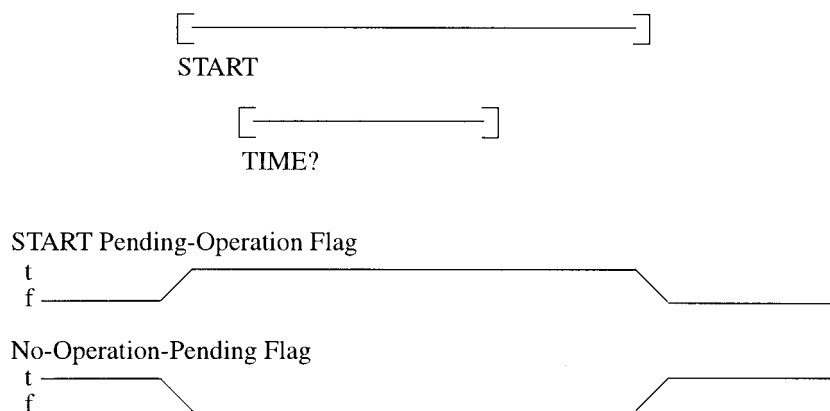 START
TIME?
START Pending-Operation Flag
t
f
No-Operation-Pending Flag
t
f